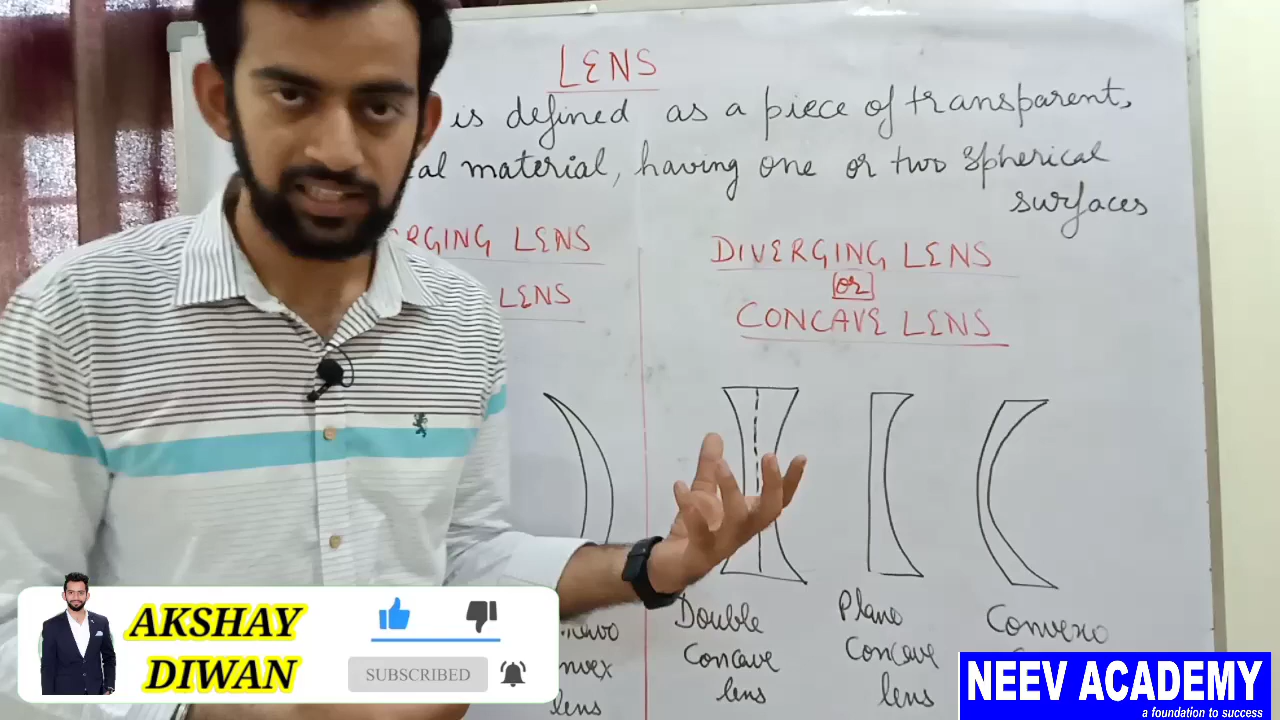 LENS
is defined as a piece of transparent,
al material, having one or two spherical
surfaces
RGING LENS
LENS
DIVERGING LENS
or
CONCAVE LENS
nvex
lens
Double
Concave
lens
Plano
Concave
lens
Convexo
AKSHAY
DIWAN
SUBSCRIBED
NEEV ACADEMY
a foundation to success